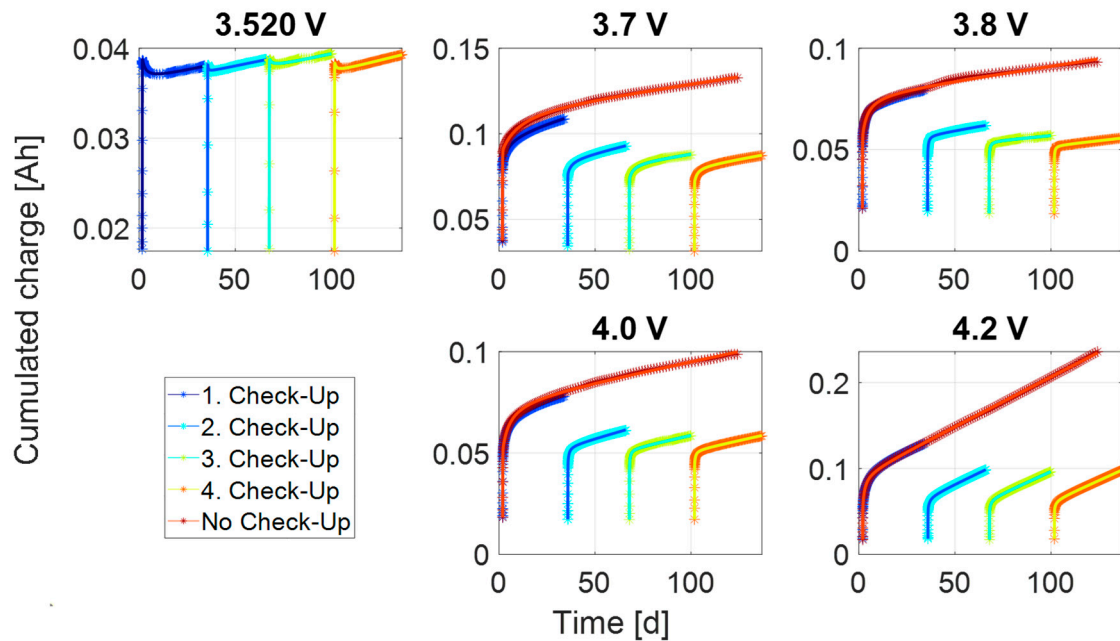 3.520 V
3.7 V
3.8 V
0.04
0.03
0.02
0
50
100
0.15
0.1
0.05
0
50
100
0.1
0.05
0
0
50
100
Cumulated charge [Ah]
4.0 V
4.2 V
1. Check-Up
2. Check-Up
3. Check-Up
4. Check-Up
No Check-Up
0.1
0.05
0
0
50
100
0.2
0.1
0
0
50
100
Time [d]